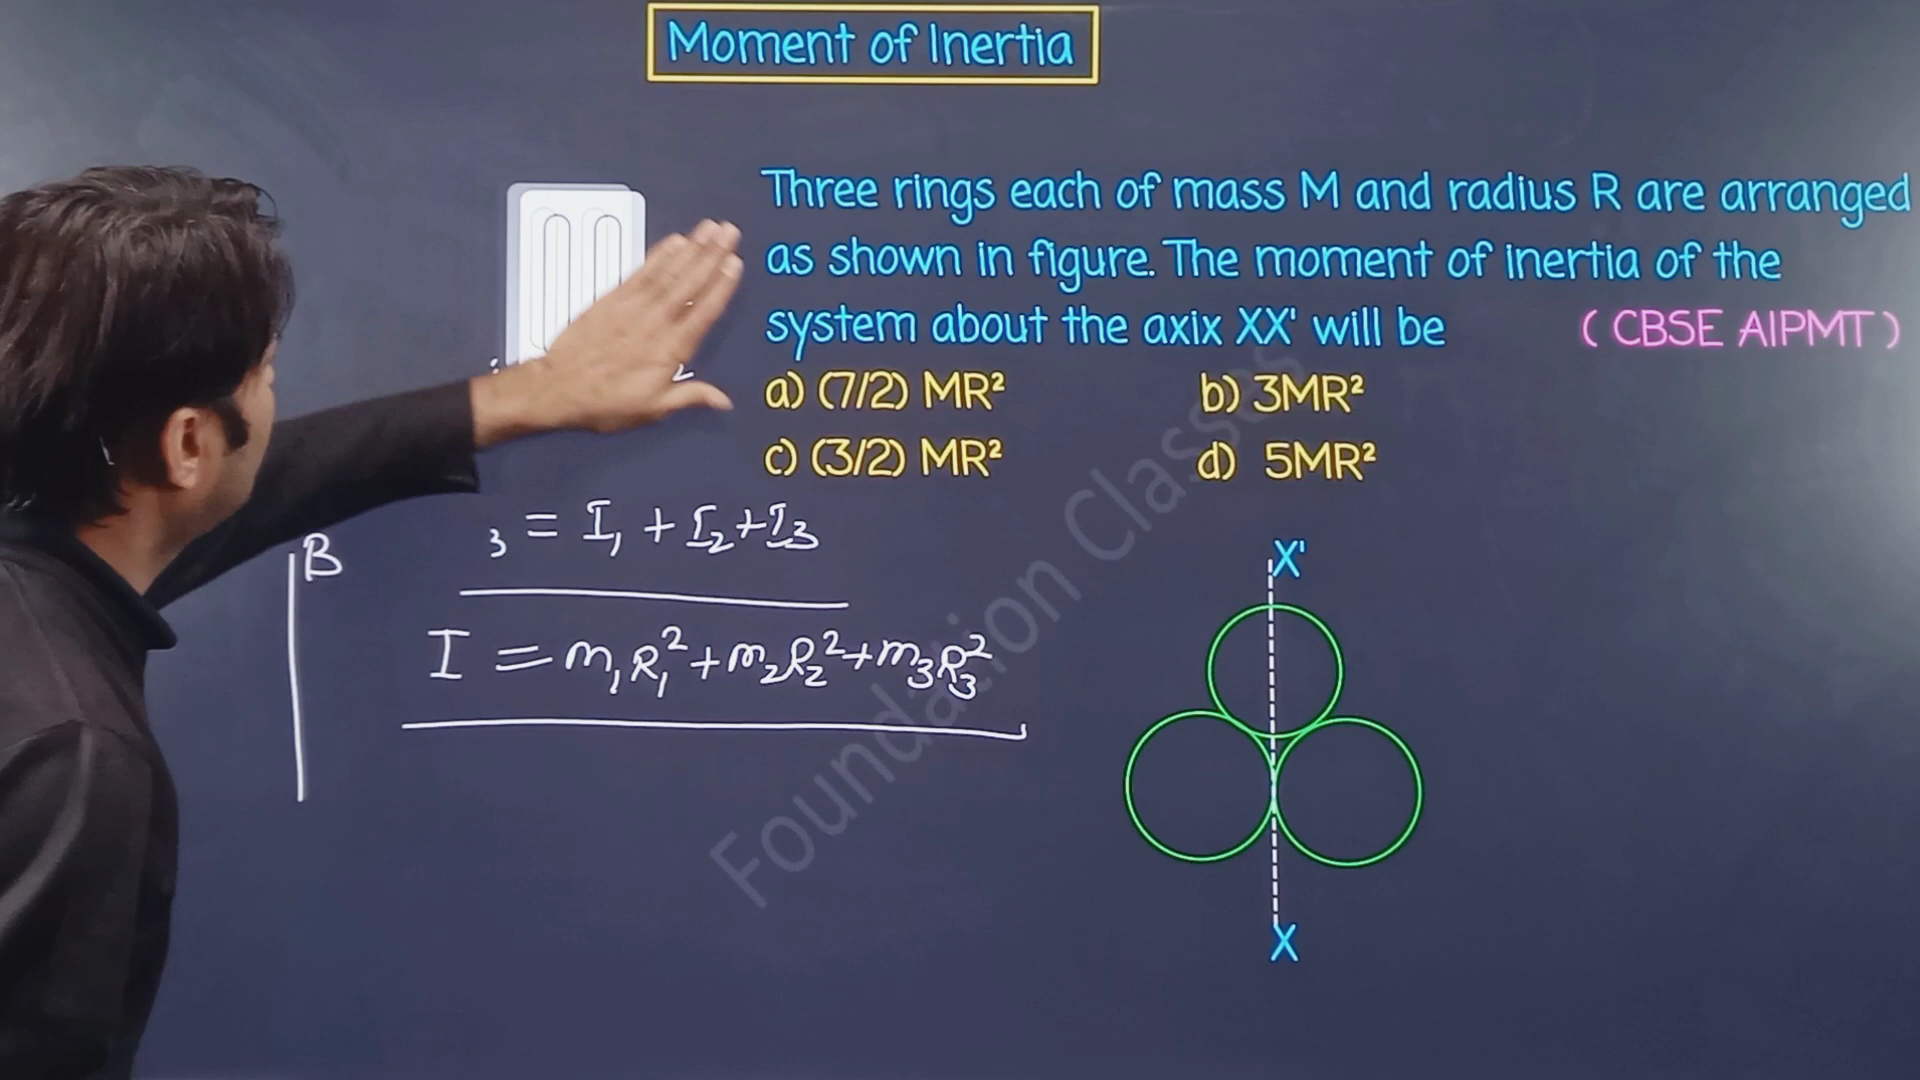 Moment of Inertia
Three rings each of mass M and radius R are arranged
as shown in figure. The moment of inertia of the
system about the axix XX' will be ( CBSE AIPMT )
a) (7/2) MR² b) 3MR²
c) (3/2) MR² d) 5MR²
B
3 = I₁ + I₂ + I₃
I = m₁R₁² + m₂R₂² + m₃R₃²
X'
X
Foundation Classes